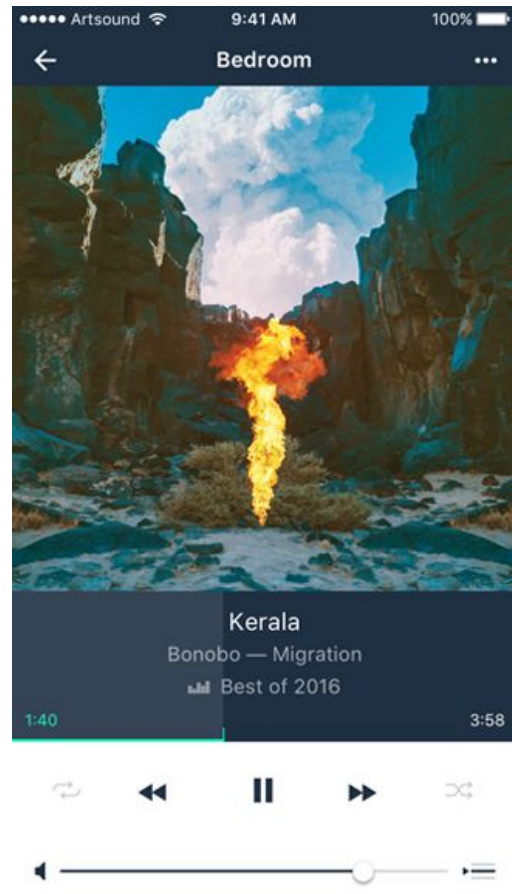 Artsound 9:41 AM 100%
Bedroom
Kerala
Bonobo — Migration
Best of 2016
1:40 3:58